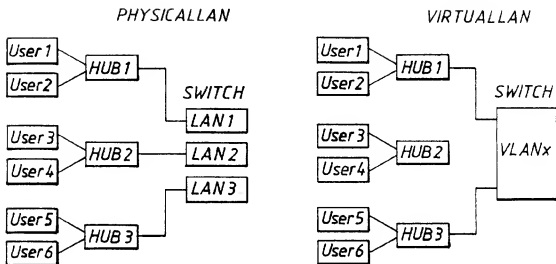 PHYSICALLAN
User1
User2
HUB1
SWITCH
LAN1
User3
User4
HUB2
LAN2
LAN3
User5
User6
HUB3
VIRTUALLAN
User1
User2
HUB1
SWITCH
VLANx
User3
User4
HUB2
User5
User6
HUB3